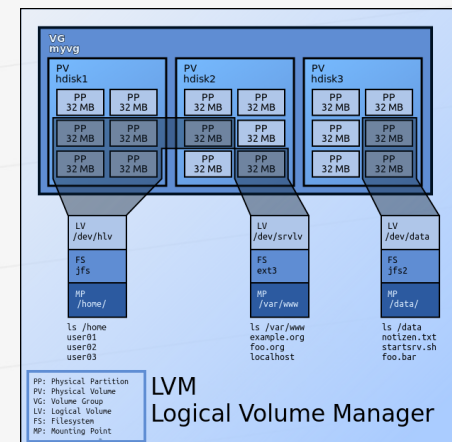 VG
myvg
PV
hdisk1
PV
hdisk2
PV
hdisk3
PP
32 MB
PP
32 MB
PP
32 MB
PP
32 MB
PP
32 MB
PP
32 MB
PP
32 MB
PP
32 MB
PP
32 MB
PP
32 MB
PP
32 MB
PP
32 MB
PP
32 MB
PP
32 MB
PP
32 MB
PP
32 MB
PP
32 MB
PP
32 MB
LV
/dev/hlv
FS
jfs
MP
/home/
ls /home
user01
user02
user03
LV
/dev/srvlv
FS
ext3
MP
/var/www
ls /var/www
example.org
foo.org
localhost
LV
/dev/data
FS
jfs2
MP
/data/
ls /data
notizen.txt
startsrv.sh
foo.bar
PP: Physical Partition
PV: Physical Volume
VG: Volume Group
LV: Logical Volume
FS: Filesystem
MP: Mounting Point
LVM
Logical Volume Manager